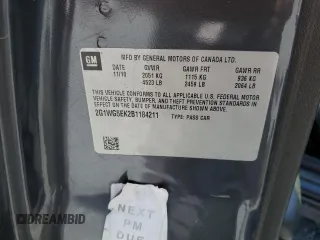 GM
MFD BY GENERAL MOTORS OF CANADA LTD.
DATE GVWR GAWR FRT GAWR RR
11/10 2051 KG 1115 KG 936 KG
4523 LB 2459 LB 2064 LB
THIS VEHICLE CONFORMS TO ALL APPLICABLE U.S. FEDERAL MOTOR
VEHICLE SAFETY, BUMPER, AND THEFT PREVENTION STANDARDS IN
EFFECT ON THE DATE OF MANUFACTURE SHOWN ABOVE.
2G1WG5EK2B1184211 TYPE: PASS CAR
NEXT
PM
DUE